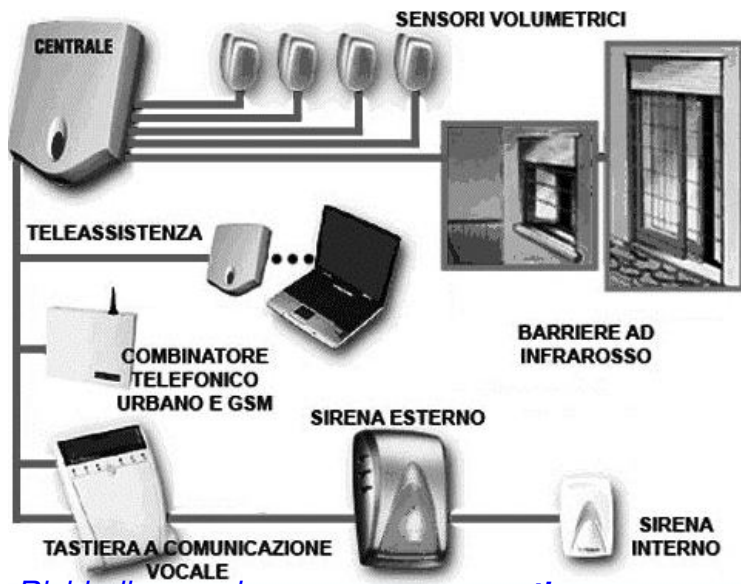 SENSORI VOLUMETRICI
CENTRALE
TELEASSISTENZA
BARRIERE AD
INFRAROSSO
COMBINATORE
TELEFONICO
URBANO E GSM
SIRENA ESTERNO
SIRENA
INTERNO
TASTIERA A COMUNICAZIONE
VOCALE